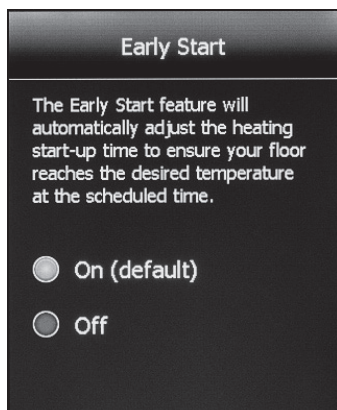 Early Start
The Early Start feature will
automatically adjust the heating
start-up time to ensure your floor
reaches the desired temperature
at the scheduled time.
On (default)
Off